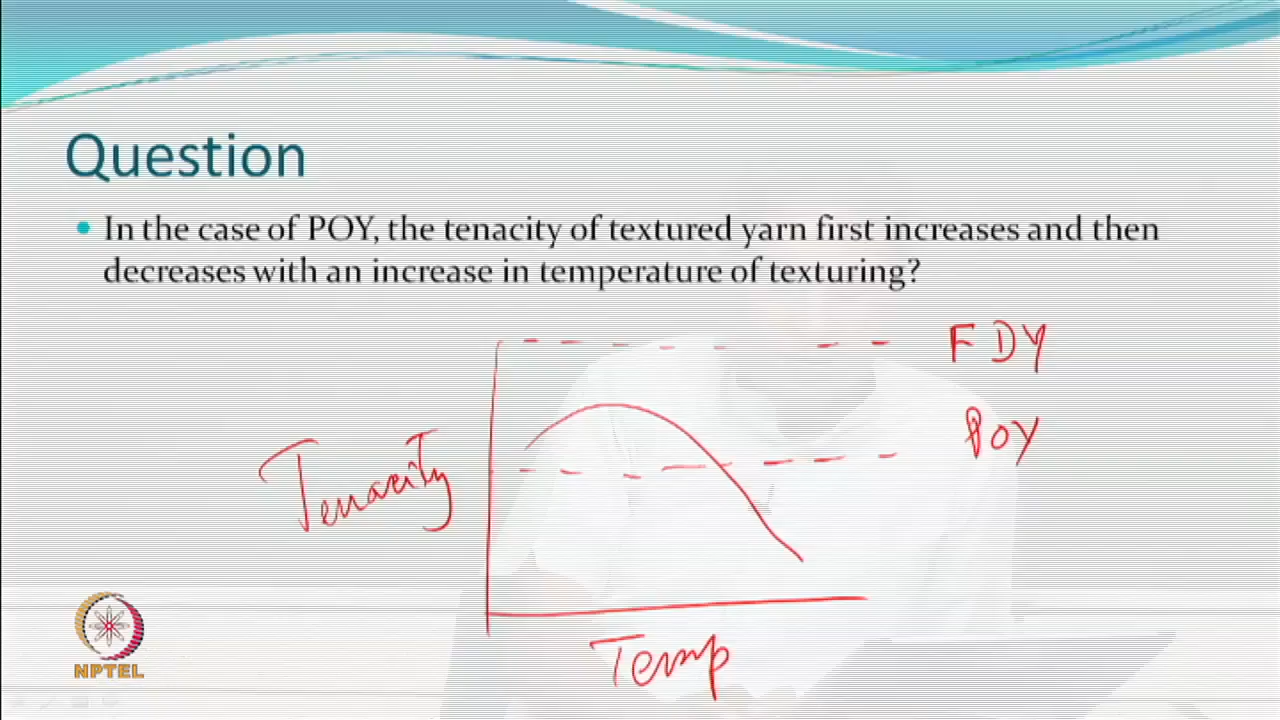 Question
In the case of POY, the tenacity of textured yarn first increases and then
decreases with an increase in temperature of texturing?
FDY
POY
Tenacity
Temp
NPTEL